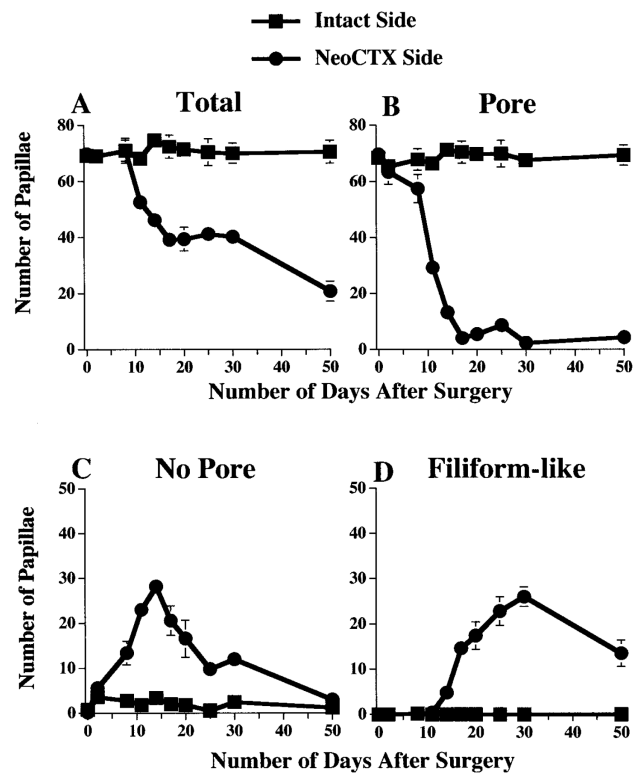 Intact Side
NeoCTX Side
A Total
B Pore
Number of Papillae
80
60
40
20
0
0 10 20 30 40 50
80
60
40
20
0
0 10 20 30 40 50
Number of Days After Surgery
C No Pore
D Filiform-like
Number of Papillae
50
40
30
20
10
0
0 10 20 30 40 50
50
40
30
20
10
0
0 10 20 30 40 50
Number of Days After Surgery